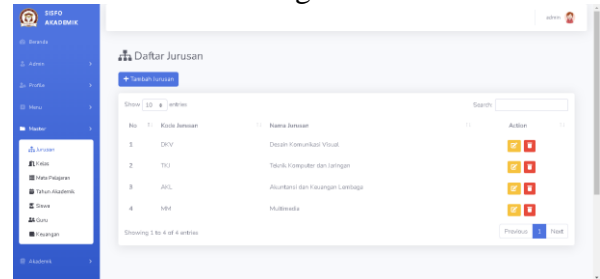 SISFO
AKADEMIK
admin
Beranda
Admin
Profile
Menu
Master
Jurusan
Kelas
Mata Pelajaran
Tahun Akademik
Siswa
Guru
Keuangan
Akademik
Daftar Jurusan
+ Tambah Jurusan
Show 10 entries
Search:
No Kode Jurusan Nama Jurusan Action
1 DKV Desain Komunikasi Visual
2 TKJ Teknik Komputer dan Jaringan
3 AKL Akuntansi dan Keuangan Lembaga
4 MM Multimedia
Showing 1 to 4 of 4 entries
Previous 1 Next